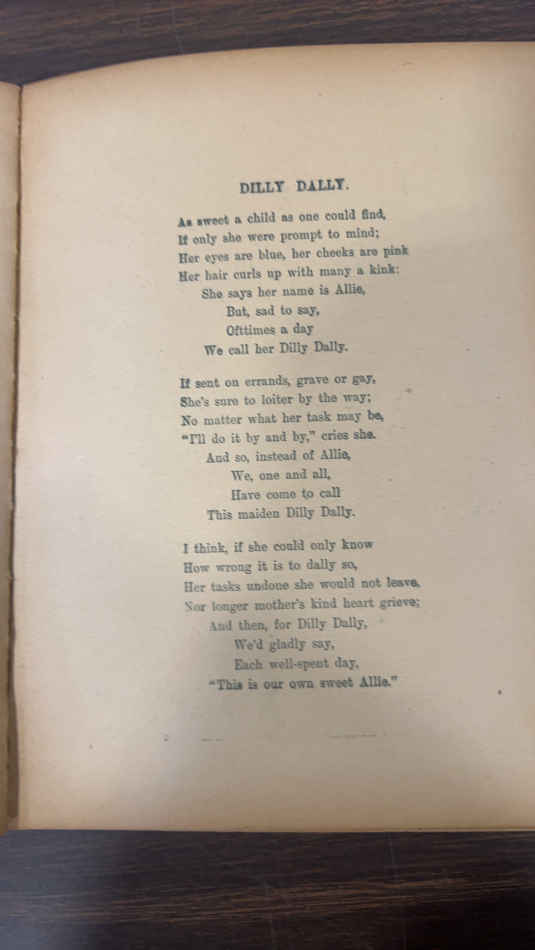 DILLY DALLY.
As sweet a child as one could find,
If only she were prompt to mind;
Her eyes are blue, her cheeks are pink
Her hair curls up with many a kink:
She says her name is Allie,
But, sad to say,
Ofttimes a day
We call her Dilly Dally.
If sent on errands, grave or gay,
She's sure to loiter by the way;
No matter what her task may be,
"I'll do it by and by," cries she.
And so, instead of Allie,
We, one and all,
Have come to call
This maiden Dilly Dally.
I think, if she could only know
How wrong it is to dally so,
Her tasks undone she would not leave,
Nor longer mother's kind heart grieve;
And then, for Dilly Dally,
We'd gladly say,
Each well-spent day,
"This is our own sweet Allie."